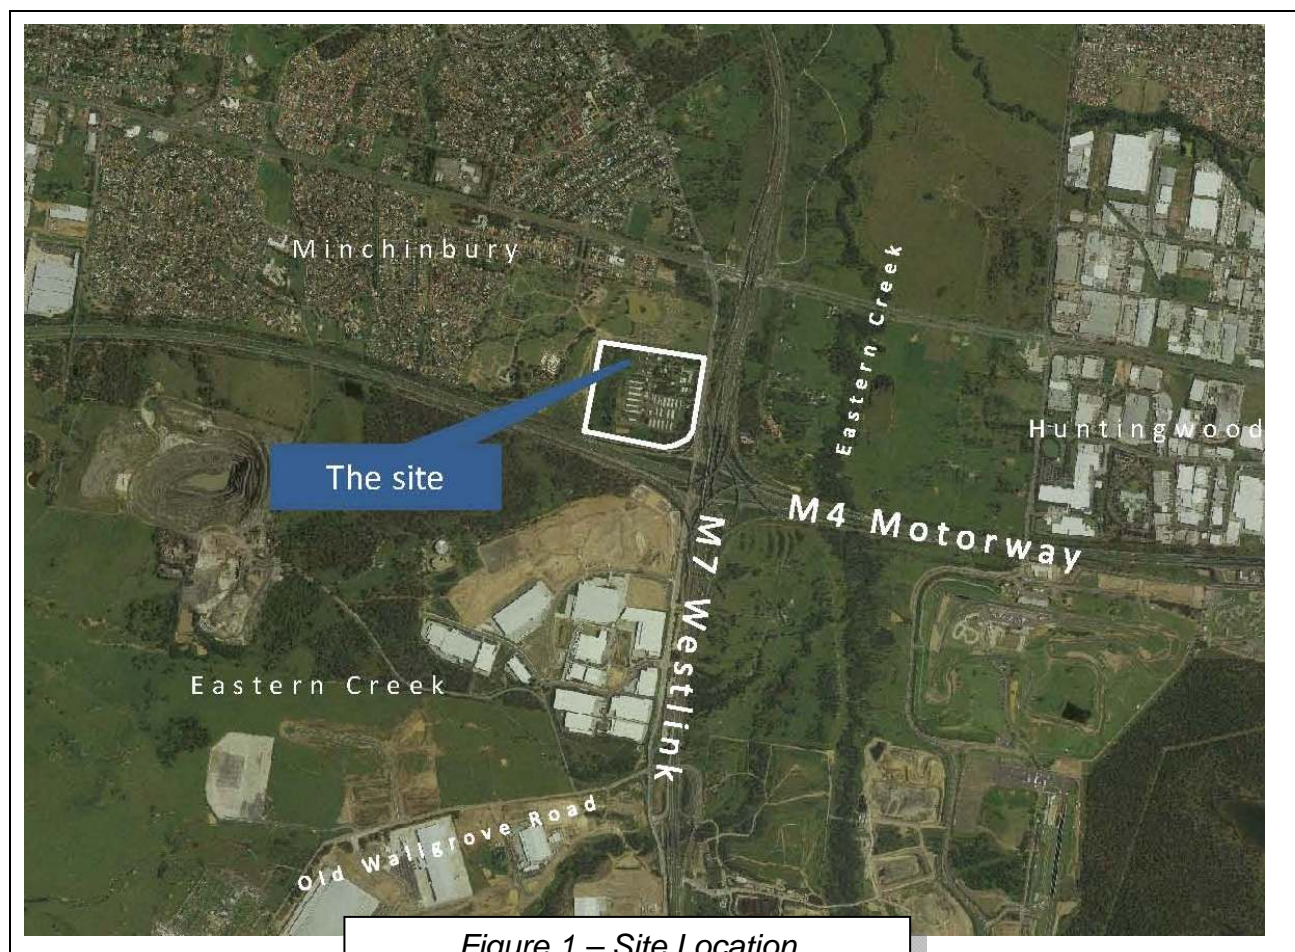 Minchinbury
Eastern Creek
Huntingwood
The site
M4 Motorway
M7 Westlink
Eastern Creek
Old Wallgrove Road
Figure 1 – Site Location